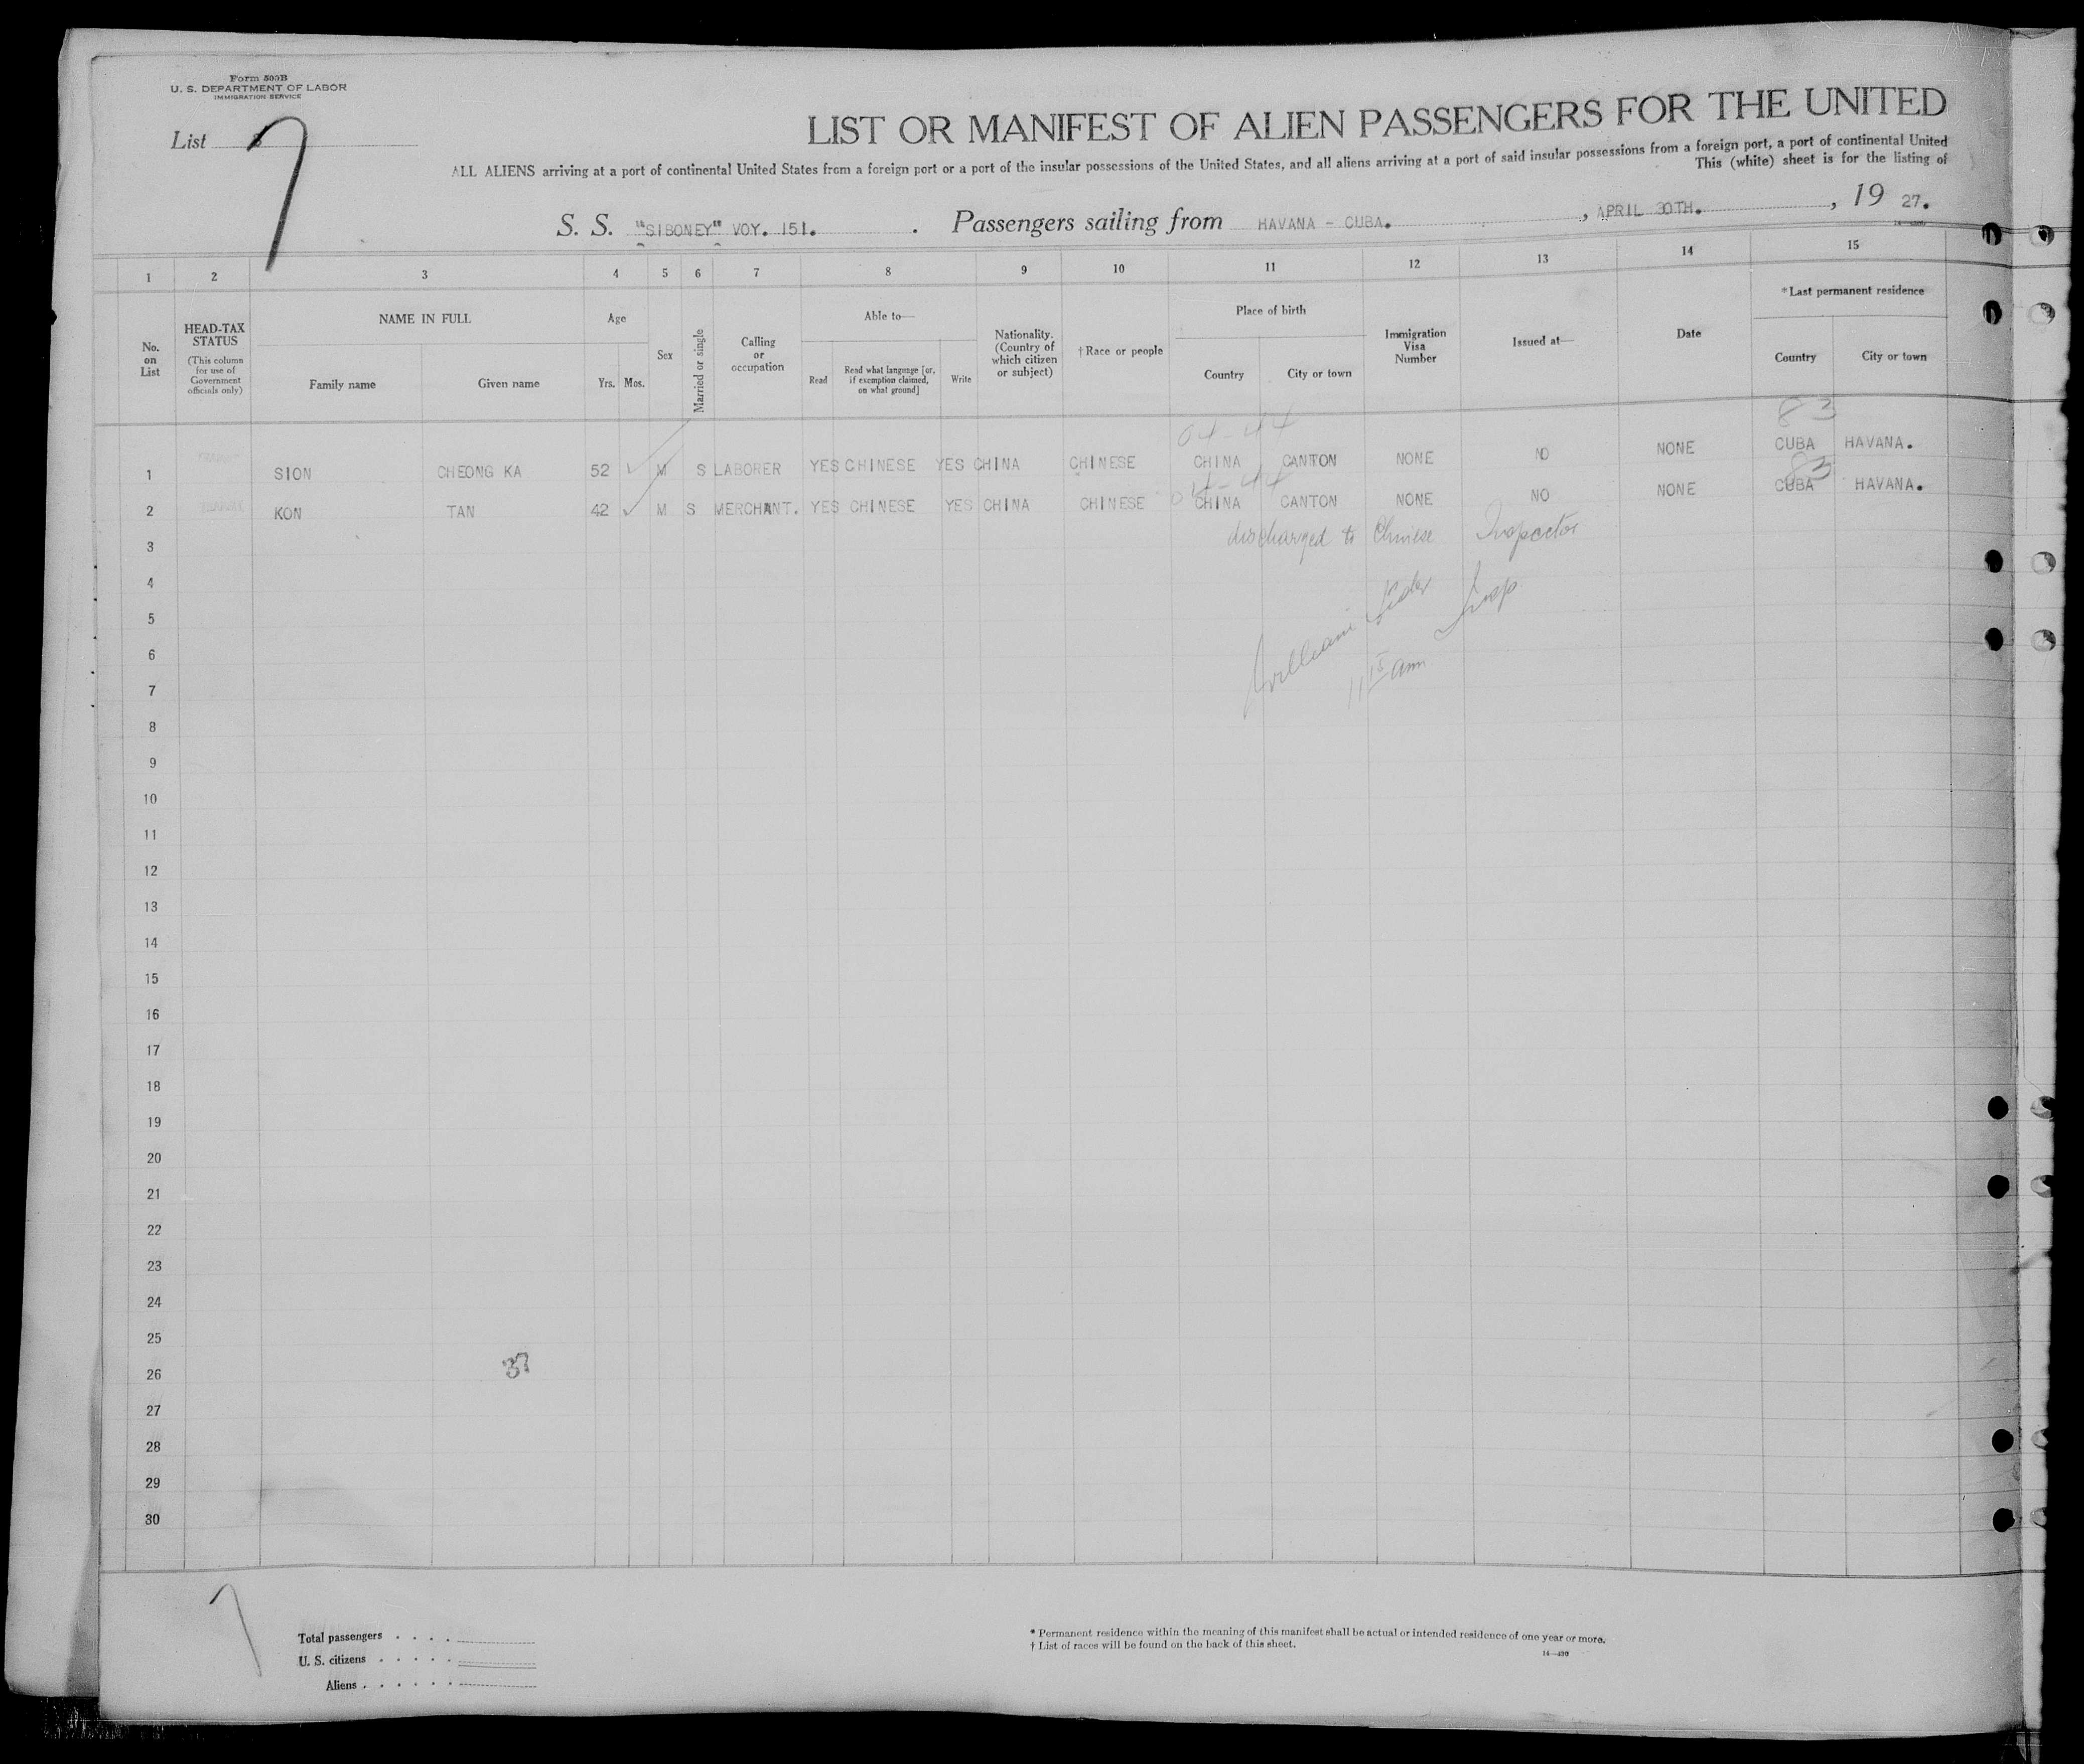 Form 500B
U. S. DEPARTMENT OF LABOR
IMMIGRATION SERVICE
List 7
LIST OR MANIFEST OF ALIEN PASSENGERS FOR THE UNITED
ALL ALIENS arriving at a port of continental United States from a foreign port or a port of the insular possessions of the United States, and all aliens arriving at a port of said insular possessions from a foreign port, a port of continental United
This (white) sheet is for the listing of
S. S. "SIBONEY" VOY. 151. Passengers sailing from HAVANA - CUBA. , APRIL 30TH. , 19 27.
1 2 3 4 5 6 7 8 9 10 11 12 13 14 15
No. on List
HEAD-TAX STATUS
(This column for use of Government officials only)
NAME IN FULL
Family name Given name
Age
Yrs. Mos.
Sex
Married or single
Calling or occupation
Able to—
Read Read what language [or, if exemption claimed, on what ground] Write
Nationality. (Country of which citizen or subject)
†Race or people
Place of birth
Country City or town
Immigration Visa Number
Issued at—
Date
*Last permanent residence
Country City or town
04-44 83
1 SION CHEONG KA 52 M S LABORER YES CHINESE YES CHINA CHINESE CHINA CANTON NONE NO NONE CUBA HAVANA.
04-44 83
2 KON TAN 42 M S MERCHANT. YES CHINESE YES CHINA CHINESE CHINA CANTON NONE NO NONE CUBA HAVANA.
3 discharged to Chinese Inspector
4
5 William Insp
6
7 11 15 am
8
9
10
11
12
13
14
15
16
17
18
19
20
21
22
23
24
25
26 37
27
28
29
30
7
Total passengers
U. S. citizens
Aliens
* Permanent residence within the meaning of this manifest shall be actual or intended residence of one year or more.
† List of races will be found on the back of this sheet.
14—430